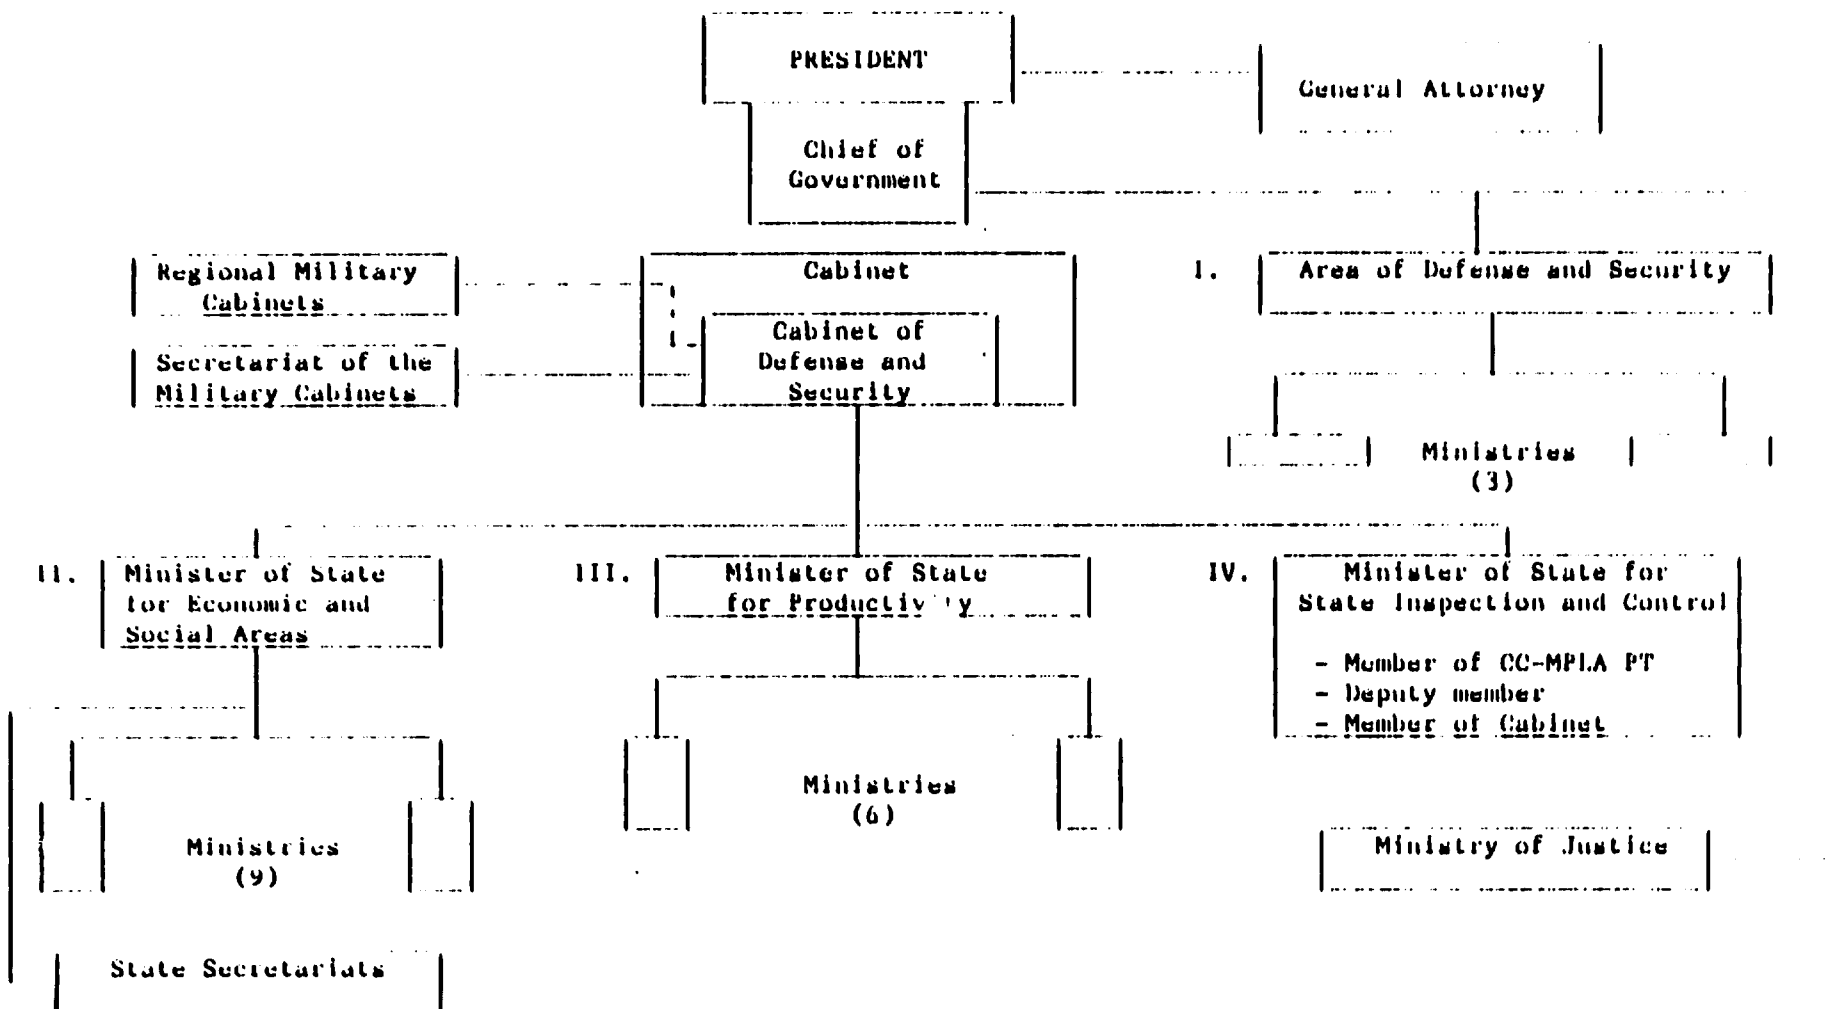 PRESIDENT
General Attorney
Chief of
Government
Regional Military
Cabinets
Cabinet
I. Area of Defense and Security
Secretariat of the
Military Cabinets
Cabinet of
Defense and
Security
Ministries
(3)
II. Minister of State
for Economic and
Social Areas
III. Minister of State
for Productivity
IV. Minister of State for
State Inspection and Control
- Member of CC-MPLA PT
- Deputy member
- Member of Cabinet
Ministries
(9)
Ministries
(6)
Ministry of Justice
State Secretariats